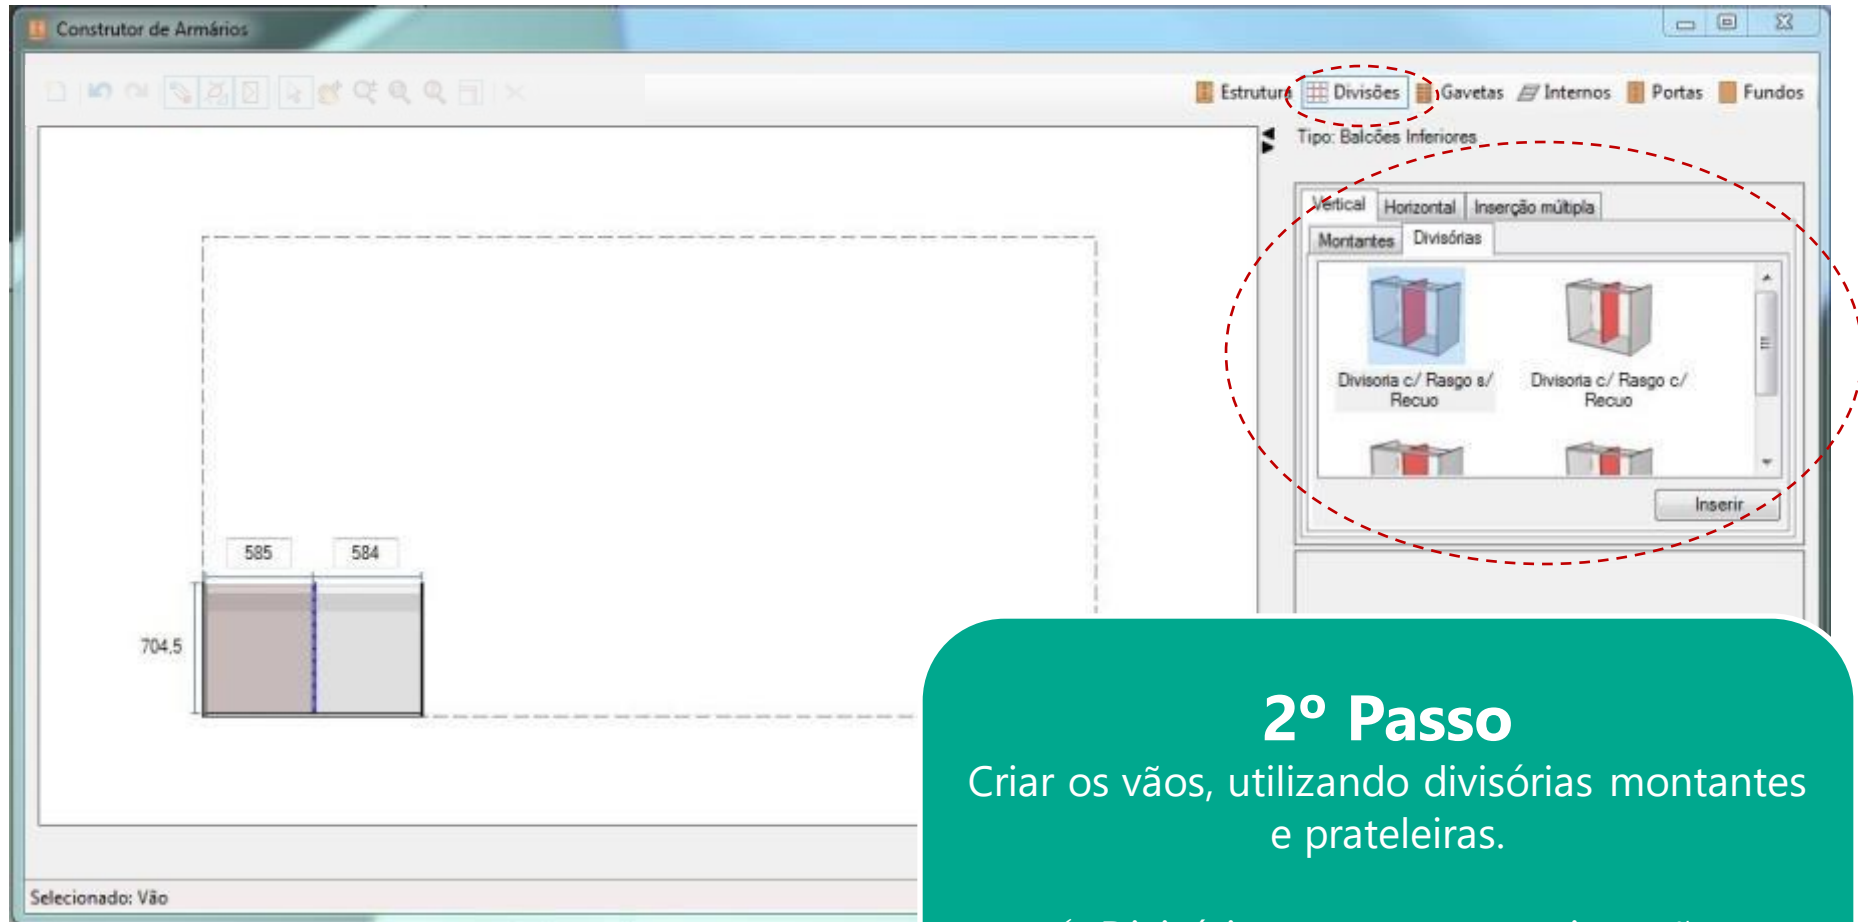 Construtor de Armários
Estrutura Divisões Gavetas Internos Portas Fundos
Tipo: Balcões Inferiores
Vertical Horizontal Inserção múltipla
Montantes Divisórias
Divisoria c/ Rasgo s/ Recuo
Divisoria c/ Rasgo c/ Recuo
Inserir
585 584
704,5
2º Passo
Criar os vãos, utilizando divisórias montantes
e prateleiras.
Selecionado: Vão